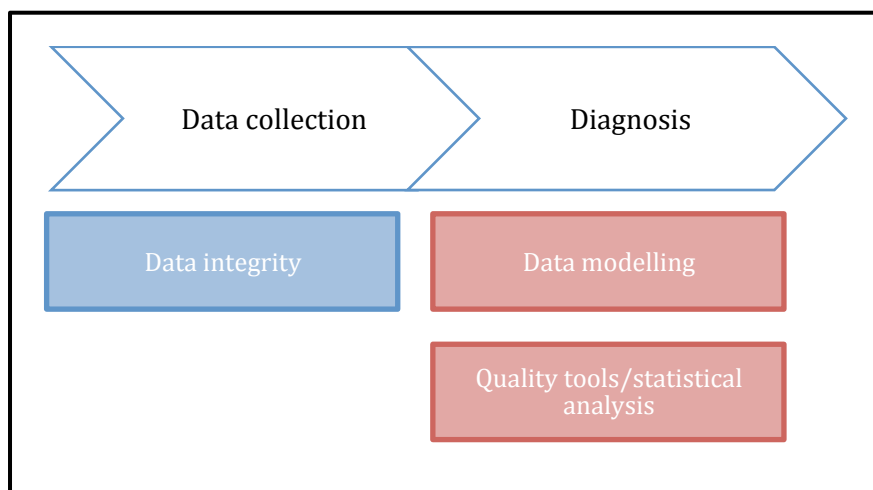 Data collection
Diagnosis
Data integrity
Data modelling
Quality tools/statistical
analysis